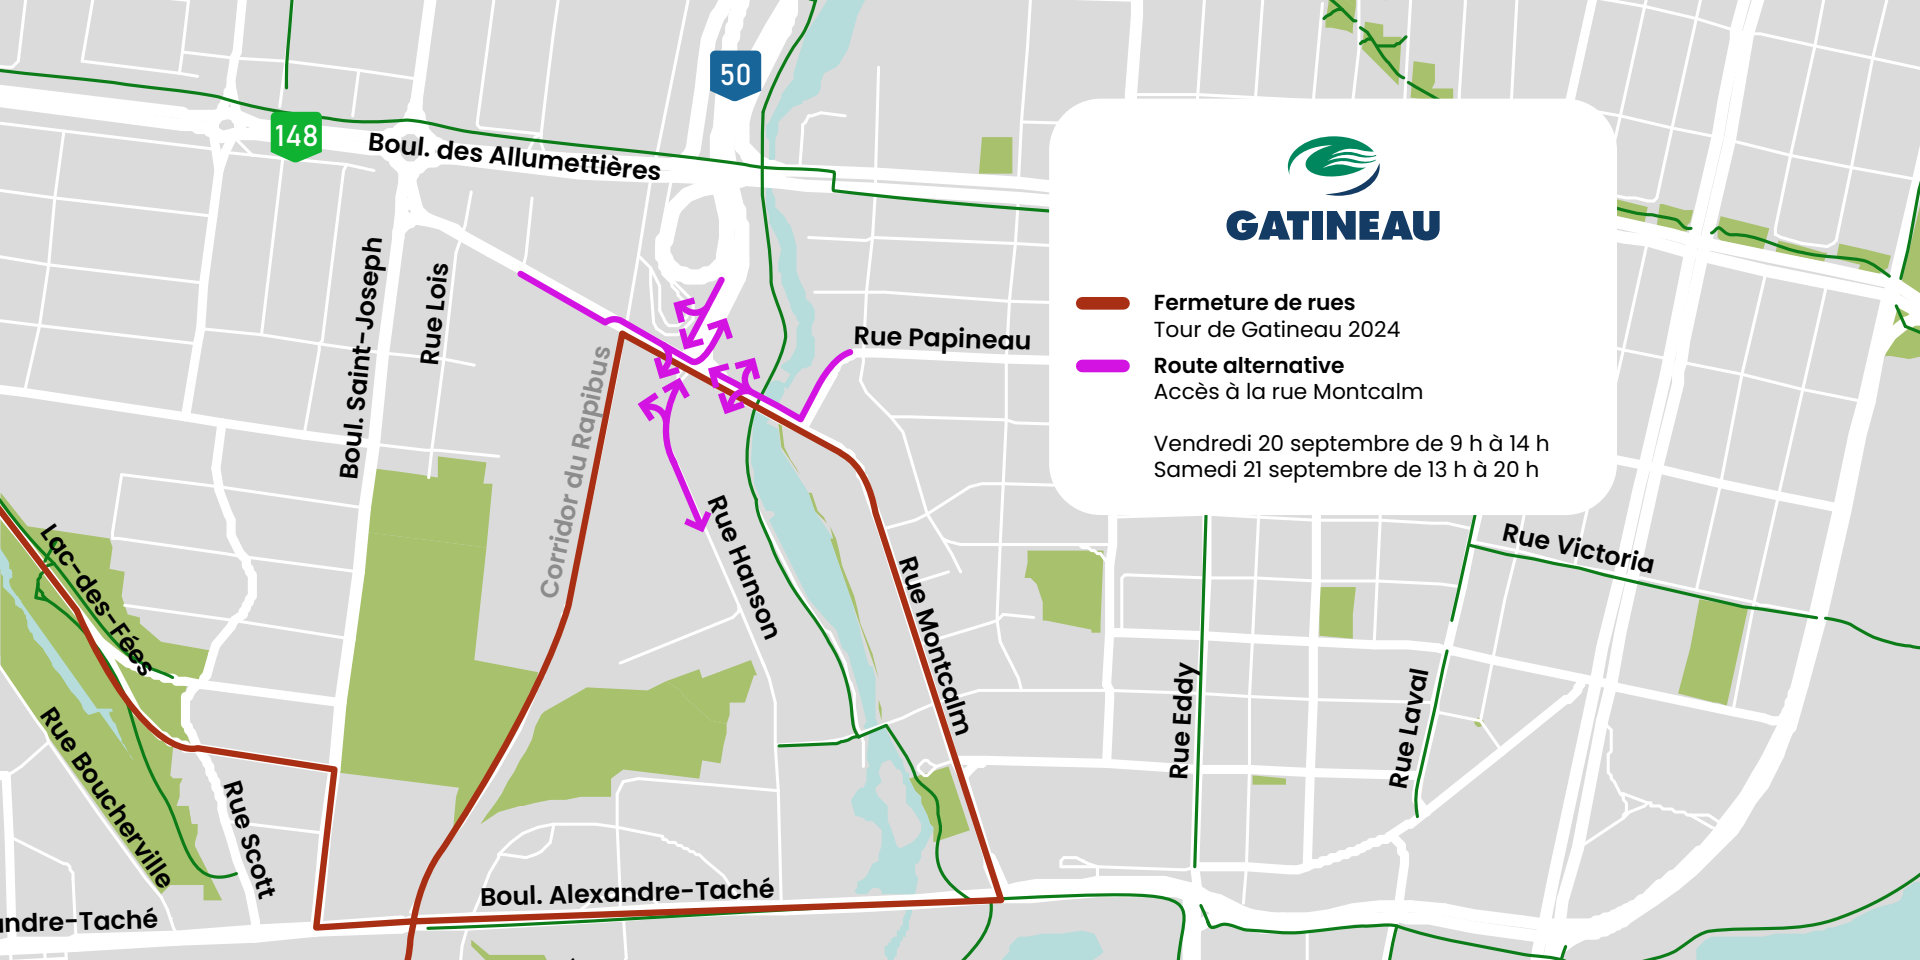 50
148
Boul. des Allumettières
Boul. Saint-Joseph
Rue Lois
Corridor du Rapibus
Rue Papineau
GATINEAU
Fermeture de rues
Tour de Gatineau 2024
Route alternative
Accès à la rue Montcalm
Vendredi 20 septembre de 9 h à 14 h
Samedi 21 septembre de 13 h à 20 h
Rue Victoria
Lac-des-Fées
Rue Hanson
Rue Montcalm
Rue Eddy
Rue Laval
Rue Boucherville
Rue Scott
Boul. Alexandre-Taché
andre-Taché